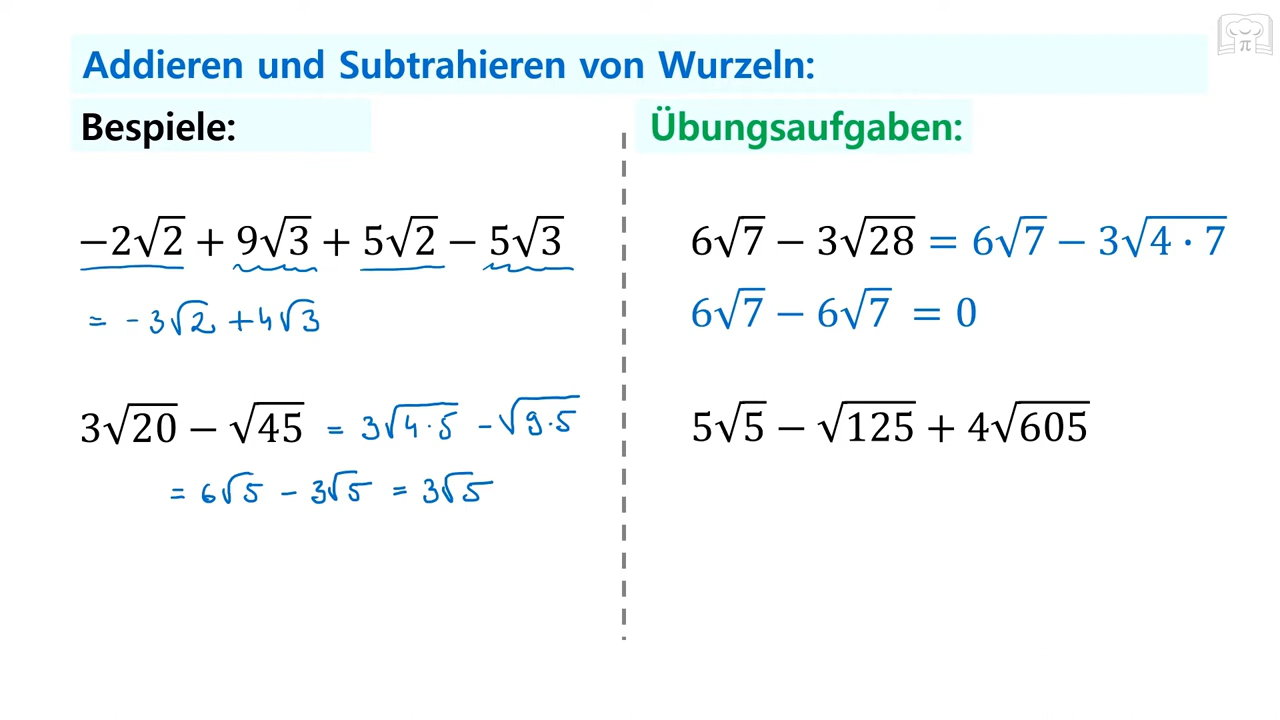 Addieren und Subtrahieren von Wurzeln:
Bespiele:
−2√2 + 9√3 + 5√2 − 5√3
= -3√2 + 4√3
3√20 − √45 = 3√4·5 - √9·5
= 6√5 - 3√5 = 3√5
Übungsaufgaben:
6√7 − 3√28 = 6√7 − 3√4·7
6√7 − 6√7 = 0
5√5 − √125 + 4√605
π